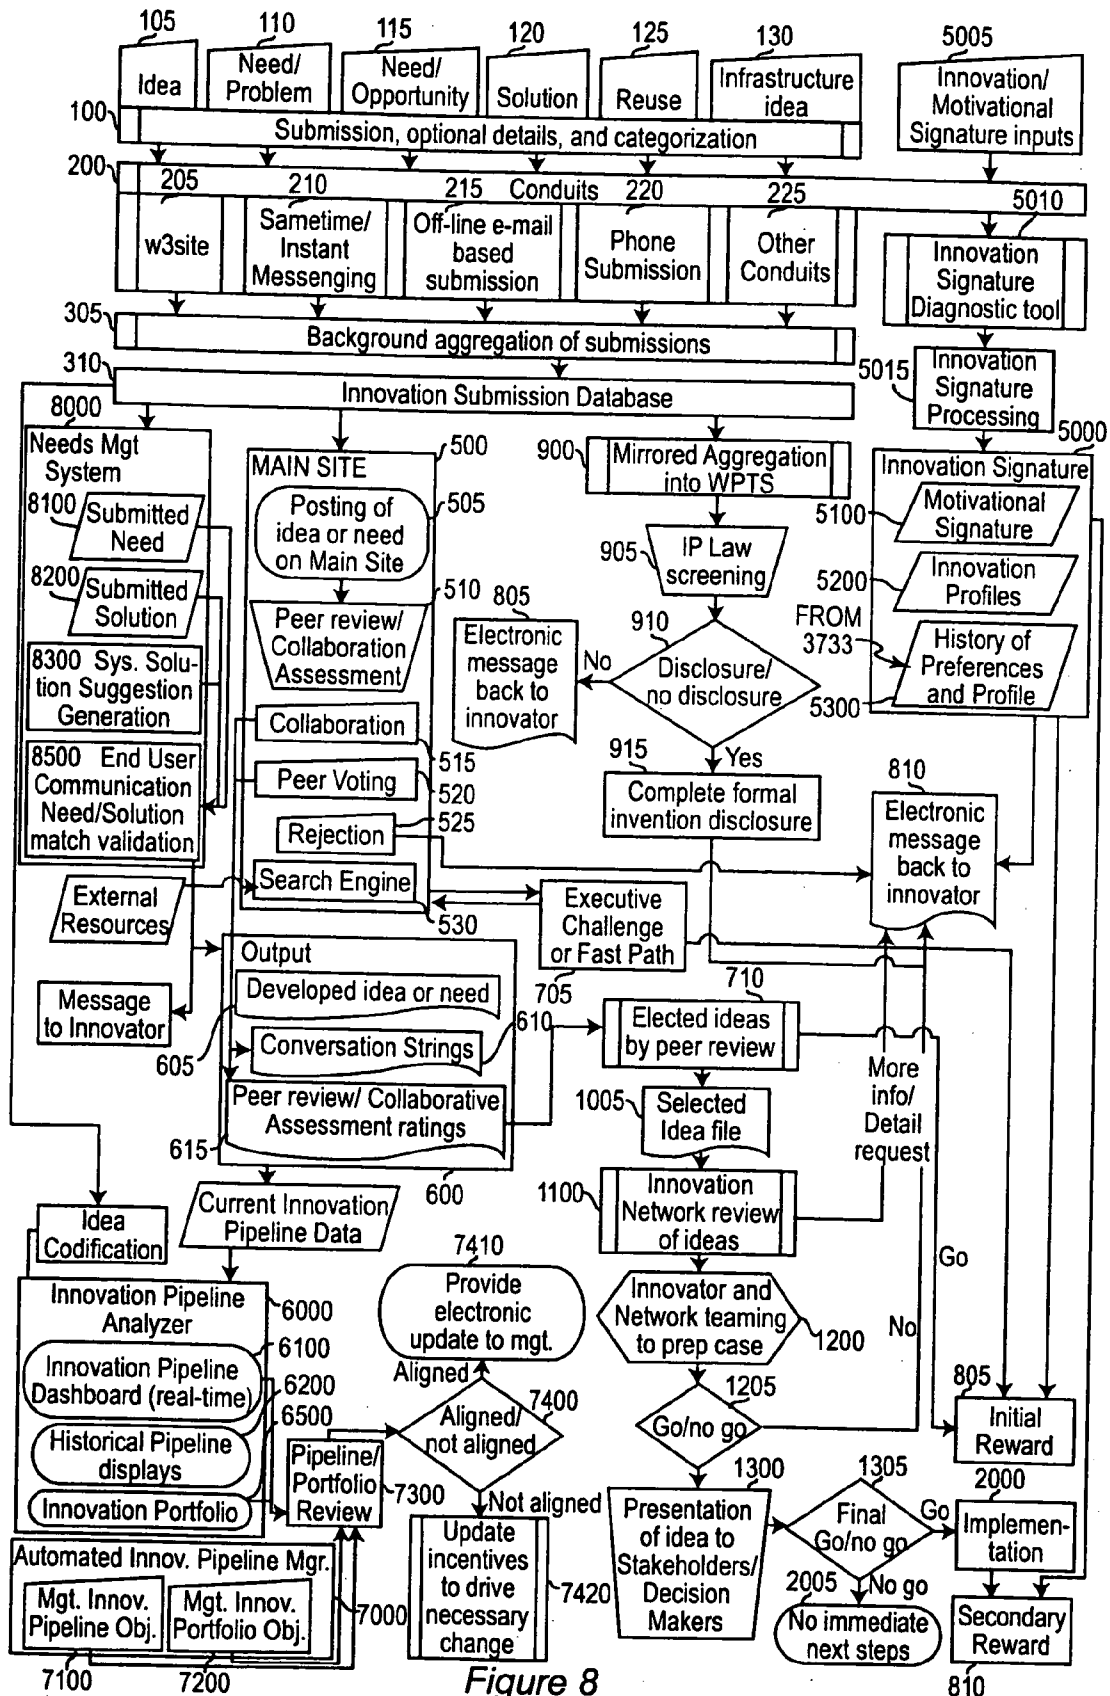 105
110
115
120
125
130
5005
Idea
Need/
Problem
Need/
Opportunity
Solution
Reuse
Infrastructure
idea
Innovation/
Motivational
Signature inputs
100
Submission, optional details, and categorization
200
Conduits
205
210
215
220
225
5010
w3site
Sametime/
Instant
Messenging
Off-line e-mail
based
submission
Phone
Submission
Other
Conduits
Innovation
Signature
Diagnostic tool
305
Background aggregation of submissions
310
Innovation Submission Database
5015
Innovation
Signature
Processing
8000
Needs Mgt
System
8100
Submitted
Need
8200
Submitted
Solution
8300 Sys. Solu-
tion Suggestion
Generation
8500 End User
Communication
Need/Solution
match validation
External
Resources
Message
to Innovator
500
MAIN SITE
Posting of
idea or need
on Main Site
505
510
Peer review/
Collaboration
Assessment
Collaboration
515
Peer Voting
520
525
Rejection
Search Engine
530
900
Mirrored Aggregation
into WPTS
905
IP Law
screening
910
Disclosure/
no disclosure
No
805
Electronic
message
back to
innovator
Yes
915
Complete formal
invention disclosure
5000
Innovation Signature
5100
Motivational
Signature
5200
Innovation
Profiles
FROM
3733
History of
Preferences
and Profile
5300
810
Electronic
message
back to
innovator
Executive
Challenge
or Fast Path
705
Output
Developed idea or need
605
610
Conversation Strings
Peer review/ Collaborative
Assessment ratings
615
600
710
Elected ideas
by peer review
1005
Selected
Idea file
1100
Innovation
Network review
of ideas
More
info/
Detail
request
Go
Idea
Codification
Current Innovation
Pipeline Data
Innovation Pipeline
Analyzer
6000
6100
Innovation Pipeline
Dashboard (real-time)
6200
6500
Historical Pipeline
displays
Innovation Portfolio
Automated Innov. Pipeline Mgr.
Mgt. Innov.
Pipeline Obj.
Mgt. Innov.
Portfolio Obj.
7000
7100
7200
Pipeline/
Portfolio
Review
7300
7410
Provide
electronic
update to mgt.
Aligned
7400
Aligned/
not aligned
Not aligned
Update
incentives
to drive
necessary
change
7420
Innovator and
Network teaming
to prep case
1200
No
1205
Go/no go
1300
Presentation
of idea to
Stakeholders/
Decision
Makers
1305
Final
Go/no go
Go
No go
2005
No immediate
next steps
805
Initial
Reward
2000
Implemen-
tation
Secondary
Reward
810
Figure 8